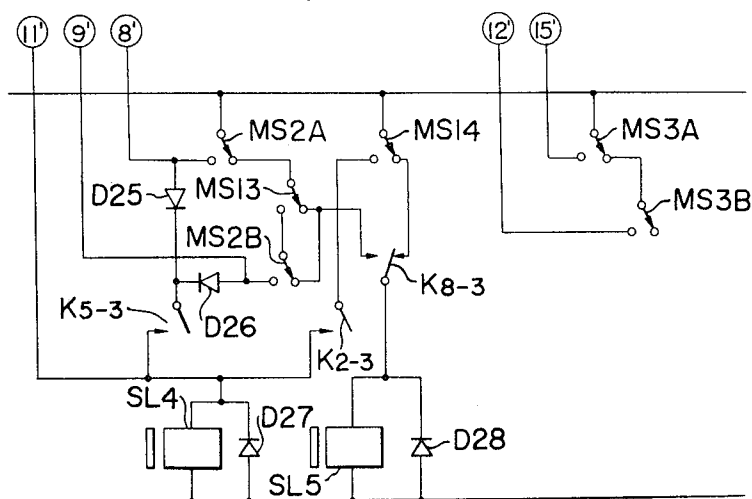 11' 9' 8' 12' 15'
MS2A MS14 MS3A
D25 MS13 MS3B
MS2B
K8-3
K5-3 D26 K2-3
SL4 D27 D28
SL5